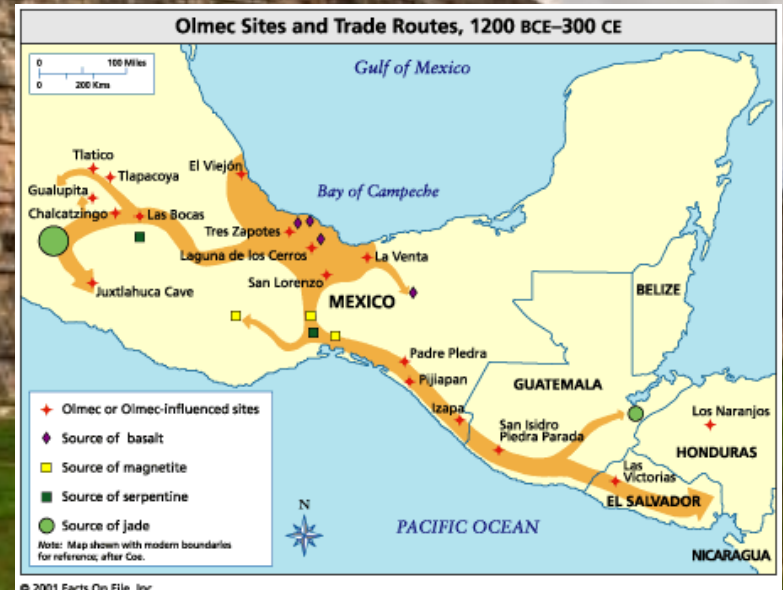 Olmec Sites and Trade Routes, 1200 BCE–300 CE
0 100 Miles
0 200 Kms
Gulf of Mexico
Tlatico
Tlapacoya
El Viejón
Gualupita
Bay of Campeche
Chalcatzingo
Las Bocas
Tres Zapotes
Laguna de los Cerros
La Venta
San Lorenzo
Juxtlahuca Cave
MEXICO
BELIZE
Padre Pledra
Pijiapan
GUATEMALA
Izapa
San Isidro
Piedra Parada
Los Naranjos
HONDURAS
Las
Victorias
EL SALVADOR
NICARAGUA
N
PACIFIC OCEAN
Olmec or Olmec-influenced sites
Source of basalt
Source of magnetite
Source of serpentine
Source of jade
Note: Map shown with modern boundaries
for reference; after Coe.
© 2001 Facts On File, Inc.